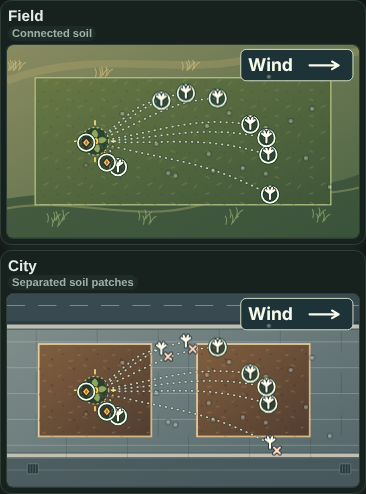 Field
Connected soil
Wind
City
Separated soil patches
Wind